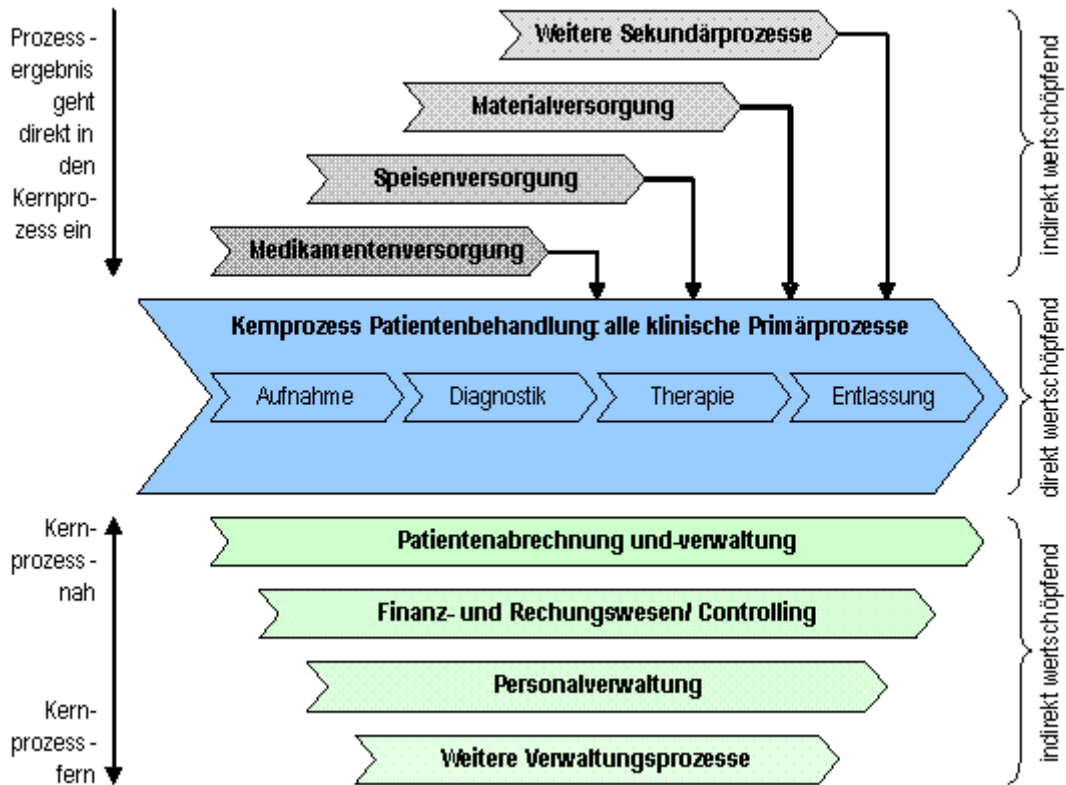 Prozess-
ergebnis
geht
direkt in
den
Kernpro-
zess ein
Weitere Sekundärprozesse
Materialversorgung
Speisenversorgung
Medikamentenversorgung
indirekt wertschöpfend
Kernprozess Patientenbehandlung: alle klinische Primärprozesse
Aufnahme
Diagnostik
Therapie
Entlassung
direkt wertschöpfend
Kern-
prozess-
nah
Kern-
prozess-
fern
Patientenabrechnung und-verwaltung
Finanz- und Rechungswesen/ Controlling
Personalverwaltung
Weitere Verwaltungsprozesse
indirekt wertschöpfend